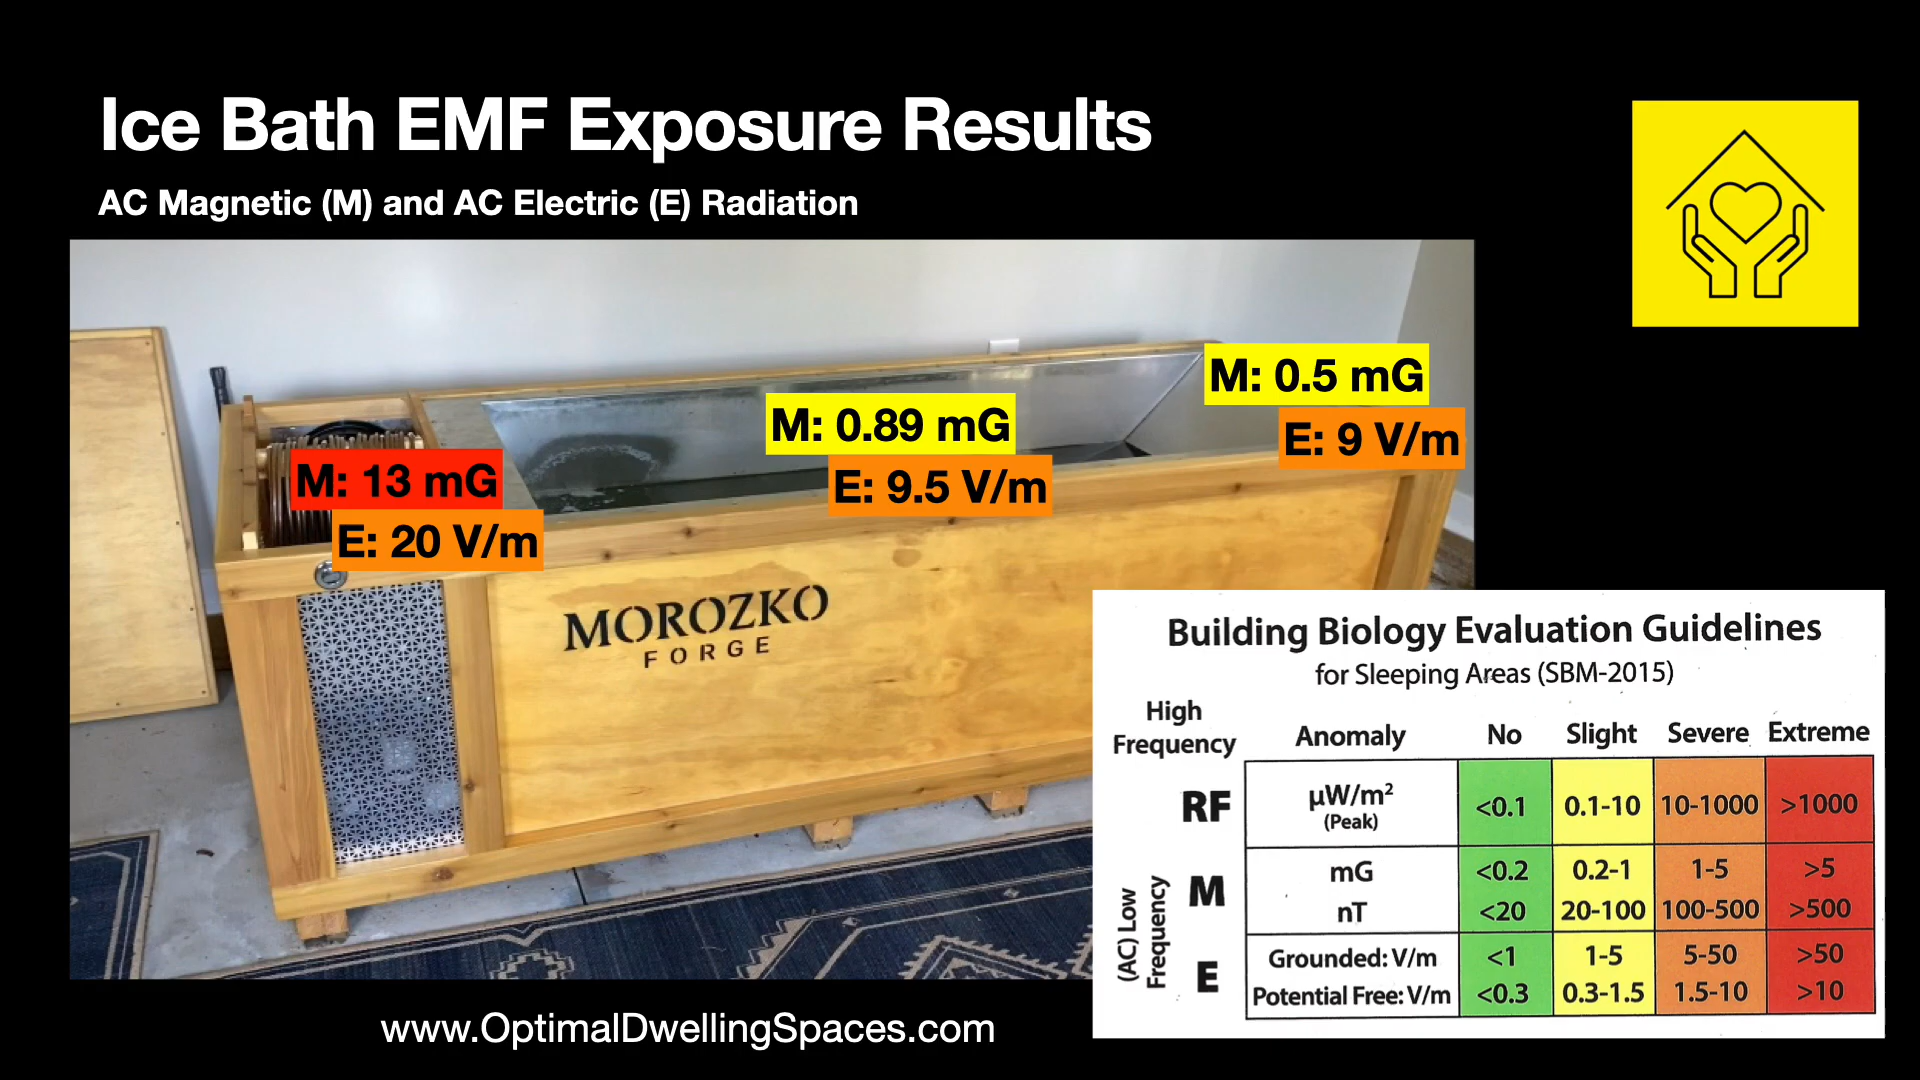 Ice Bath EMF Exposure Results
AC Magnetic (M) and AC Electric (E) Radiation
M: 0.5 mG
E: 9 V/m
M: 0.89 mG
E: 9.5 V/m
M: 13 mG
E: 20 V/m
MOROZKO
FORGE
Building Biology Evaluation Guidelines
for Sleeping Areas (SBM-2015)
High
Frequency
Anomaly No Slight Severe Extreme
RF µW/m² (Peak) <0.1 0.1-10 10-1000 >1000
(AC) Low
Frequency
M mG <0.2 0.2-1 1-5 >5
nT <20 20-100 100-500 >500
E Grounded: V/m <1 1-5 5-50 >50
Potential Free: V/m <0.3 0.3-1.5 1.5-10 >10
www.OptimalDwellingSpaces.com